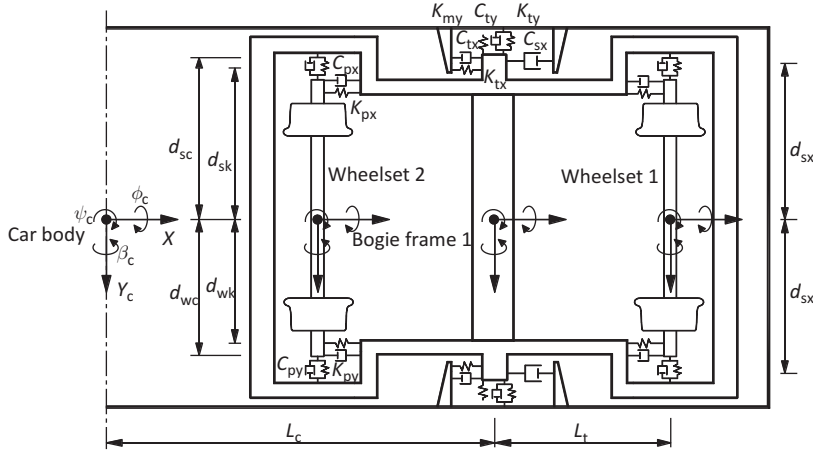 K_my C_ty K_ty
C_tx C_sx
C_px
K_tx
K_px
d_sc
d_sk
d_sx
Wheelset 2
Wheelset 1
ψ_c
ϕ_c
Car body
X
Bogie frame 1
β_c
Y_c
d_wc
d_wk
d_sx
C_py
K_py
L_c
L_t